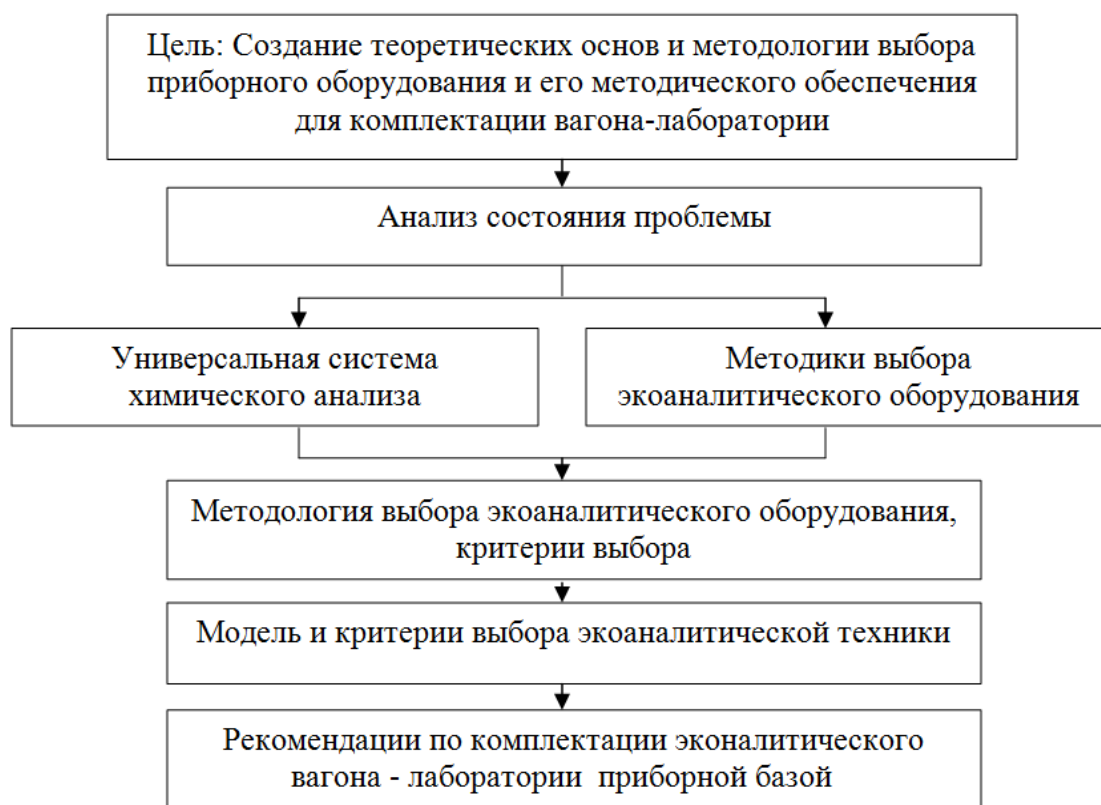 Цель: Создание теоретических основ и методологии выбора
приборного оборудования и его методического обеспечения
для комплектации вагона-лаборатории
Анализ состояния проблемы
Универсальная система
химического анализа
Методики выбора
экоаналитического оборудования
Методология выбора экоаналитического оборудования,
критерии выбора
Модель и критерии выбора экоаналитической техники
Рекомендации по комплектации эконалитического
вагона - лаборатории приборной базой